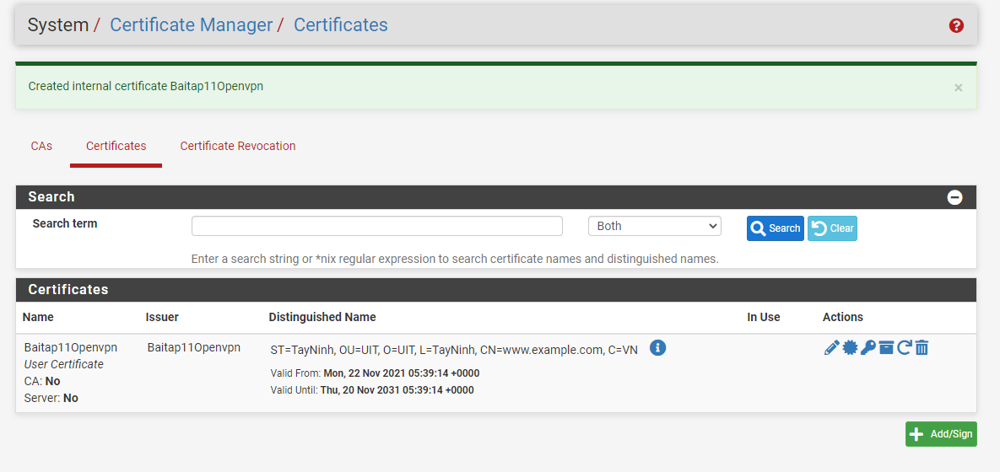 System / Certificate Manager / Certificates
Created internal certificate Baitap11Openvpn ×
CAs Certificates Certificate Revocation
Search
Search term Both Search Clear
Enter a search string or *nix regular expression to search certificate names and distinguished names.
Certificates
Name Issuer Distinguished Name In Use Actions
Baitap11Openvpn Baitap11Openvpn ST=TayNinh, OU=UIT, O=UIT, L=TayNinh, CN=www.example.com, C=VN
User Certificate
CA: No
Server: No
Valid From: Mon, 22 Nov 2021 05:39:14 +0000
Valid Until: Thu, 20 Nov 2031 05:39:14 +0000
Add/Sign